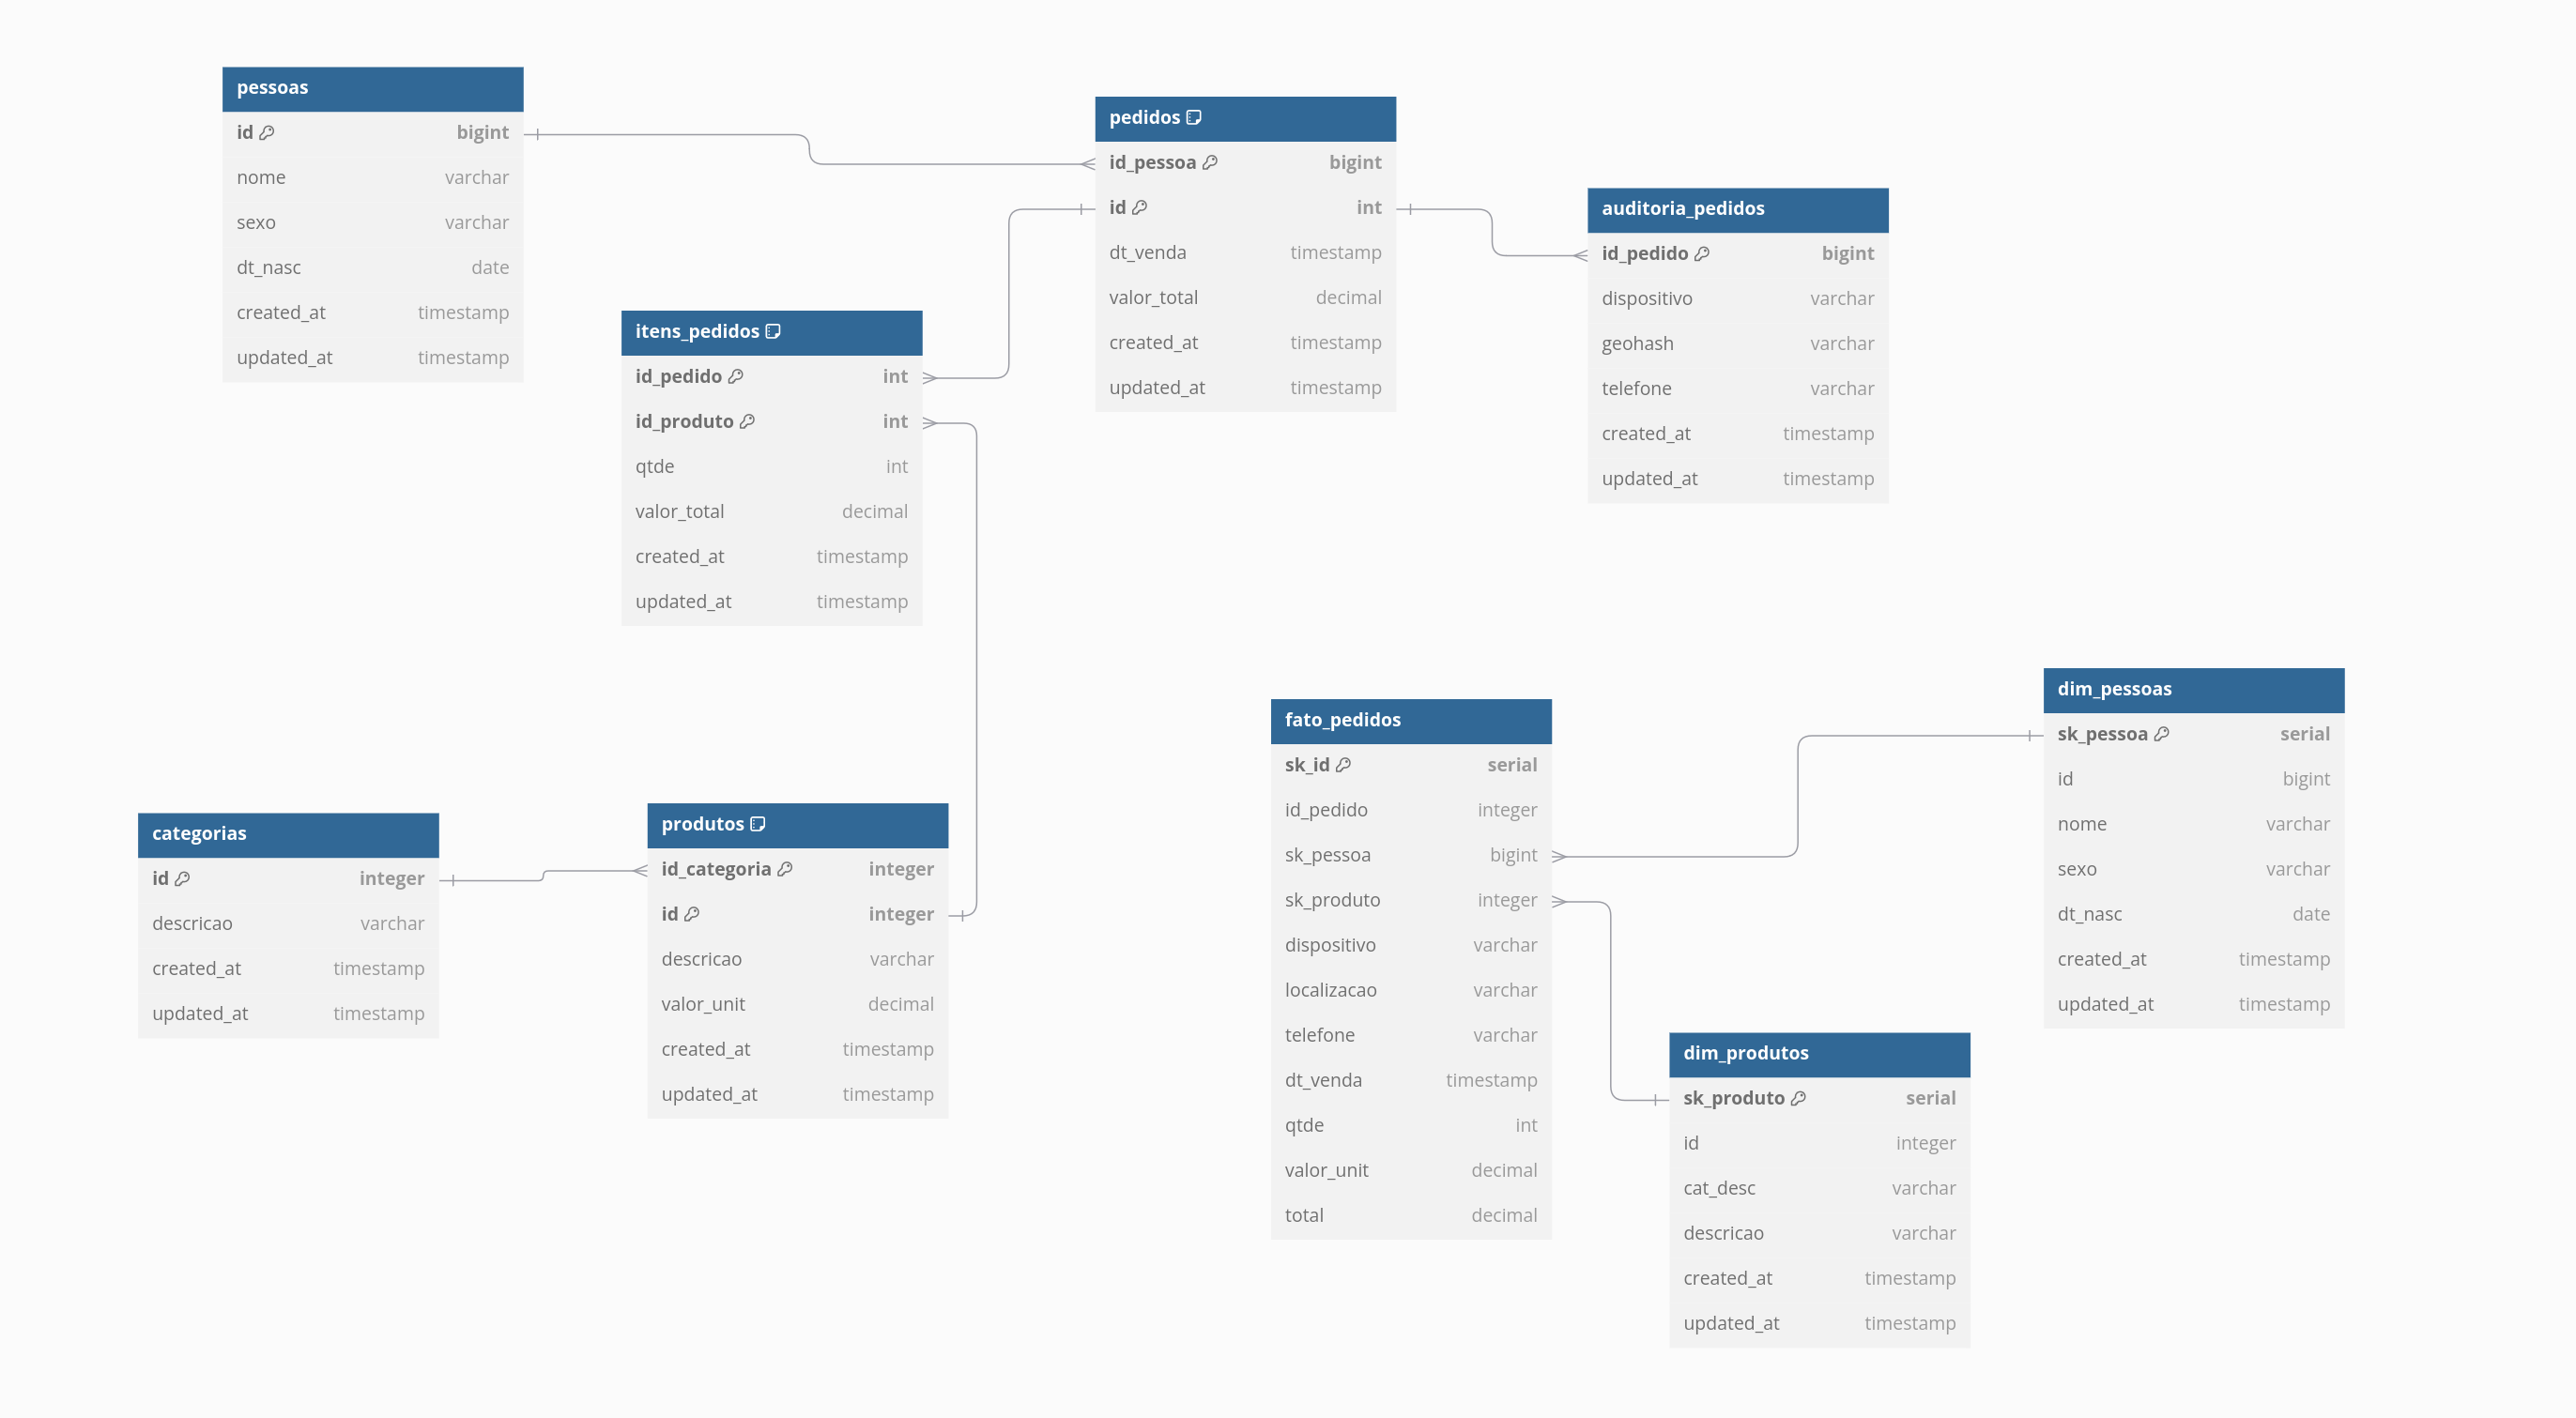 pessoas
id bigint
nome varchar
sexo varchar
dt_nasc date
created_at timestamp
updated_at timestamp
pedidos
id_pessoa bigint
id int
dt_venda timestamp
valor_total decimal
created_at timestamp
updated_at timestamp
auditoria_pedidos
id_pedido bigint
dispositivo varchar
geohash varchar
telefone varchar
created_at timestamp
updated_at timestamp
itens_pedidos
id_pedido int
id_produto int
qtde int
valor_total decimal
created_at timestamp
updated_at timestamp
categorias
id integer
descricao varchar
created_at timestamp
updated_at timestamp
produtos
id_categoria integer
id integer
descricao varchar
valor_unit decimal
created_at timestamp
updated_at timestamp
fato_pedidos
sk_id serial
id_pedido integer
sk_pessoa bigint
sk_produto integer
dispositivo varchar
localizacao varchar
telefone varchar
dt_venda timestamp
qtde int
valor_unit decimal
total decimal
dim_pessoas
sk_pessoa serial
id bigint
nome varchar
sexo varchar
dt_nasc date
created_at timestamp
updated_at timestamp
dim_produtos
sk_produto serial
id integer
cat_desc varchar
descricao varchar
created_at timestamp
updated_at timestamp